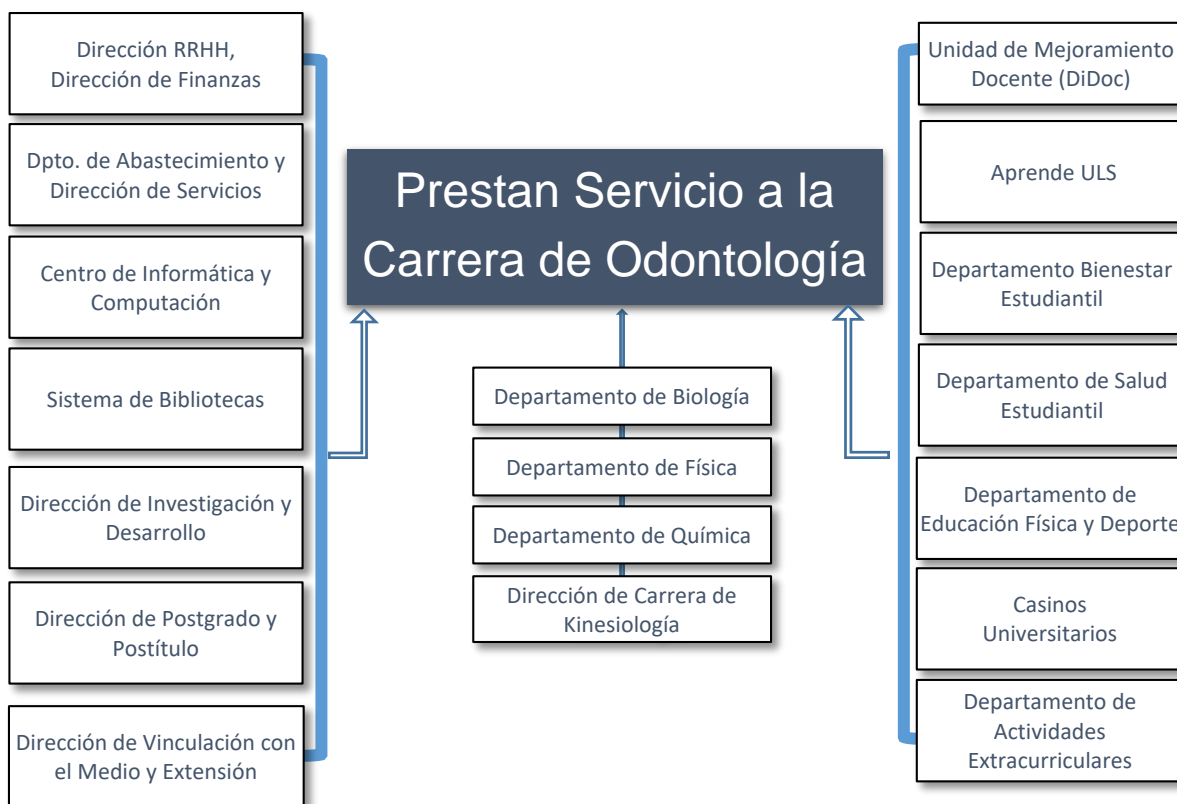 Dirección RRHH,
Dirección de Finanzas
Dpto. de Abastecimiento y
Dirección de Servicios
Centro de Informática y
Computación
Sistema de Bibliotecas
Dirección de Investigación y
Desarrollo
Dirección de Postgrado y
Postítulo
Dirección de Vinculación con
el Medio y Extensión
Prestan Servicio a la
Carrera de Odontología
Departamento de Biología
Departamento de Física
Departamento de Química
Dirección de Carrera de
Kinesiología
Unidad de Mejoramiento
Docente (DiDoc)
Aprende ULS
Departamento Bienestar
Estudiantil
Departamento de Salud
Estudiantil
Departamento de
Educación Física y Deporte
Casinos
Universitarios
Departamento de
Actividades
Extracurriculares